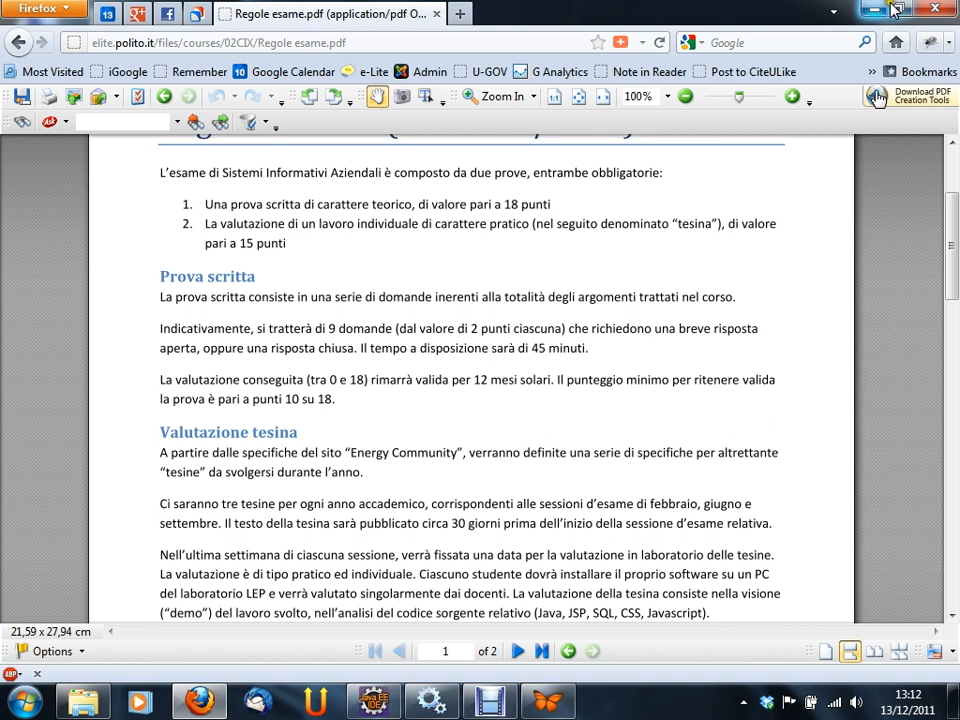 Firefox
13
Regole esame.pdf (application/pdf O...
elite.polito.it/files/courses/02CIX/Regole esame.pdf
Google
Most Visited iGoogle Remember 10 Google Calendar e-Lite Admin U-GOV G Analytics Note in Reader Post to CiteULike » Bookmarks
Zoom In 100% Download PDF
Creation Tools
Ask
L'esame di Sistemi Informativi Aziendali è composto da due prove, entrambe obbligatorie:
1. Una prova scritta di carattere teorico, di valore pari a 18 punti
2. La valutazione di un lavoro individuale di carattere pratico (nel seguito denominato "tesina"), di valore
pari a 15 punti
Prova scritta
La prova scritta consiste in una serie di domande inerenti alla totalità degli argomenti trattati nel corso.
Indicativamente, si tratterà di 9 domande (dal valore di 2 punti ciascuna) che richiedono una breve risposta
aperta, oppure una risposta chiusa. Il tempo a disposizione sarà di 45 minuti.
La valutazione conseguita (tra 0 e 18) rimarrà valida per 12 mesi solari. Il punteggio minimo per ritenere valida
la prova è pari a punti 10 su 18.
Valutazione tesina
A partire dalle specifiche del sito "Energy Community", verranno definite una serie di specifiche per altrettante
"tesine" da svolgersi durante l'anno.
Ci saranno tre tesine per ogni anno accademico, corrispondenti alle sessioni d'esame di febbraio, giugno e
settembre. Il testo della tesina sarà pubblicato circa 30 giorni prima dell'inizio della sessione d'esame relativa.
Nell'ultima settimana di ciascuna sessione, verrà fissata una data per la valutazione in laboratorio delle tesine.
La valutazione è di tipo pratico ed individuale. Ciascuno studente dovrà installare il proprio software su un PC
del laboratorio LEP e verrà valutato singolarmente dai docenti. La valutazione della tesina consiste nella visione
("demo") del lavoro svolto, nell'analisi del codice sorgente relativo (Java, JSP, SQL, CSS, Javascript).
21,59 x 27,94 cm
Options 1 of 2
ABP
Java EE IDE
13:12
13/12/2011